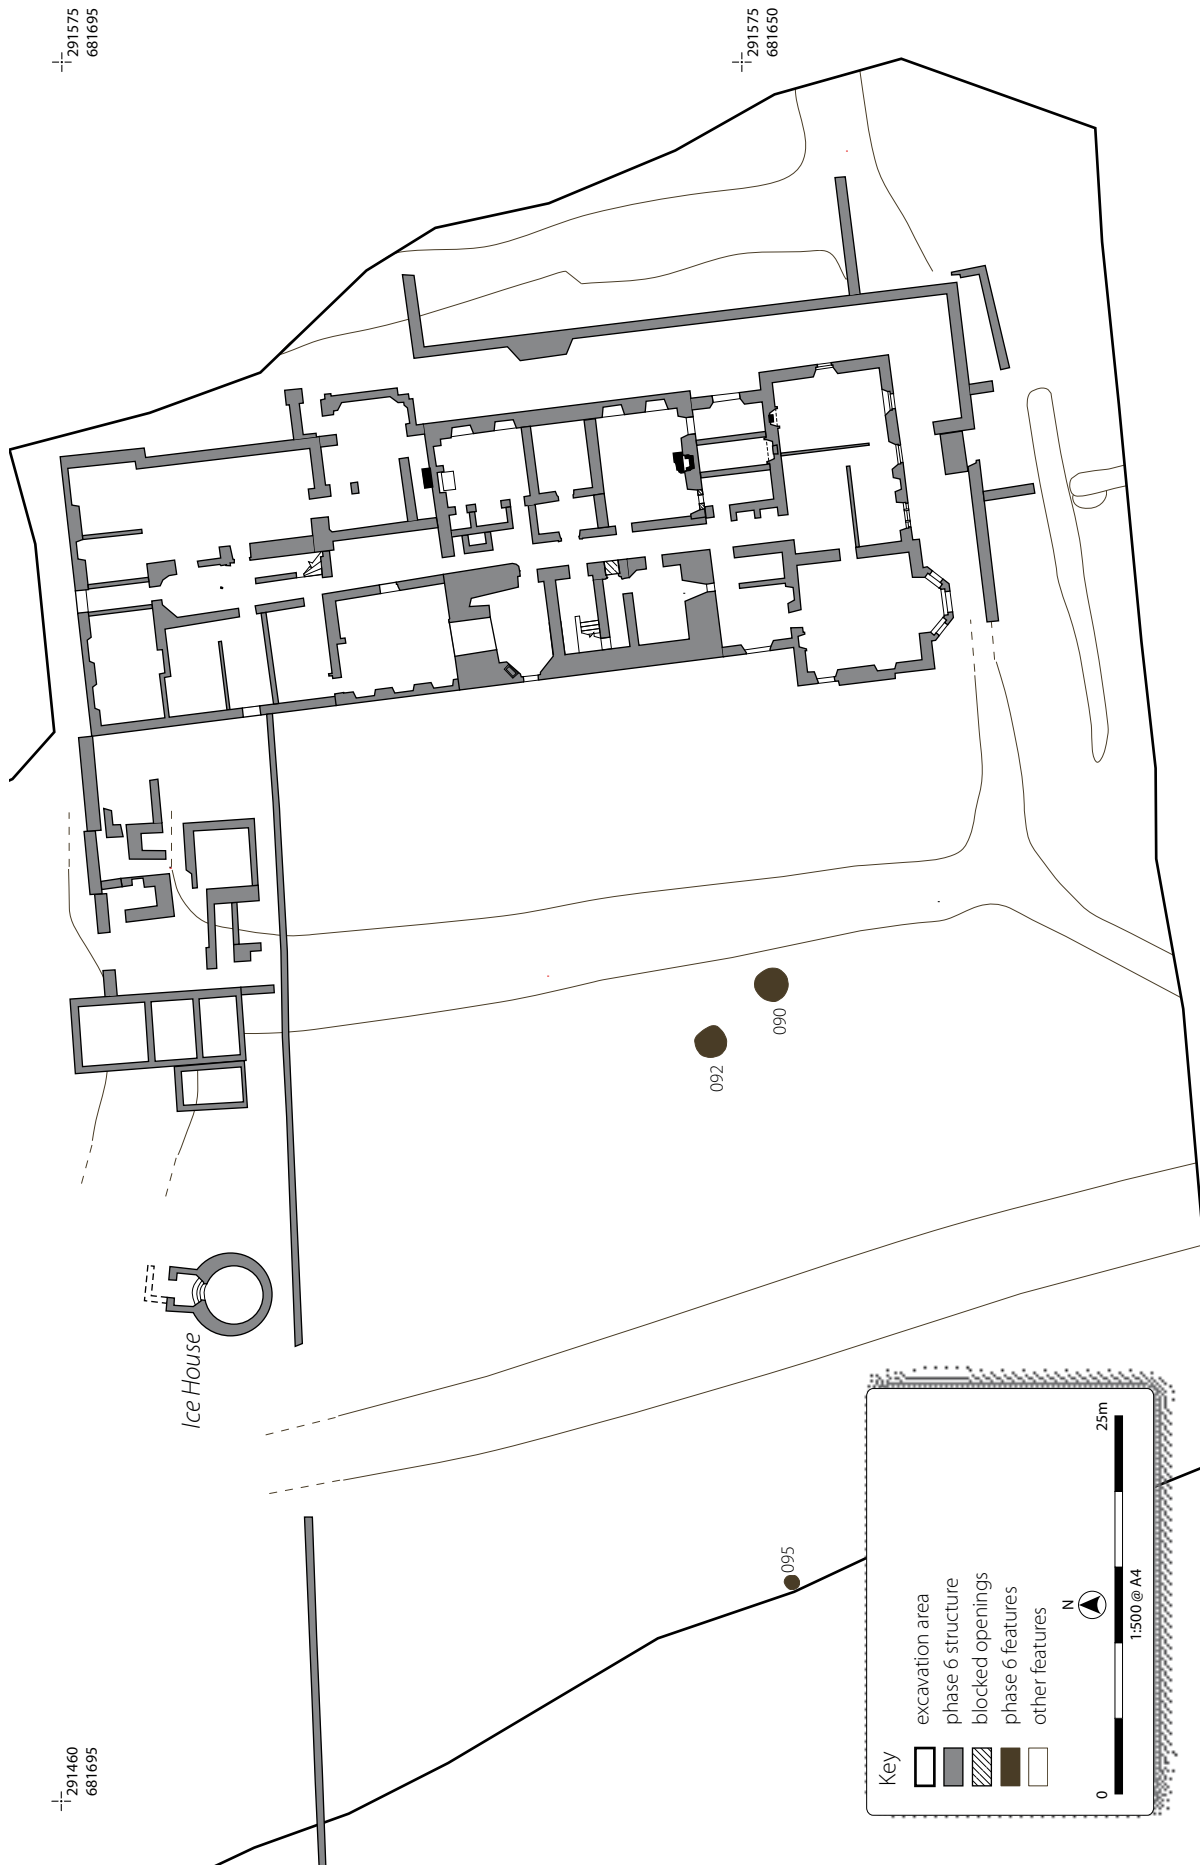 291575
681695
291575
681650
090
092
Ice House
095
291460
681695
Key
excavation area
phase 6 structure
blocked openings
phase 6 features
other features
N
0
25m
1:500 @ A4